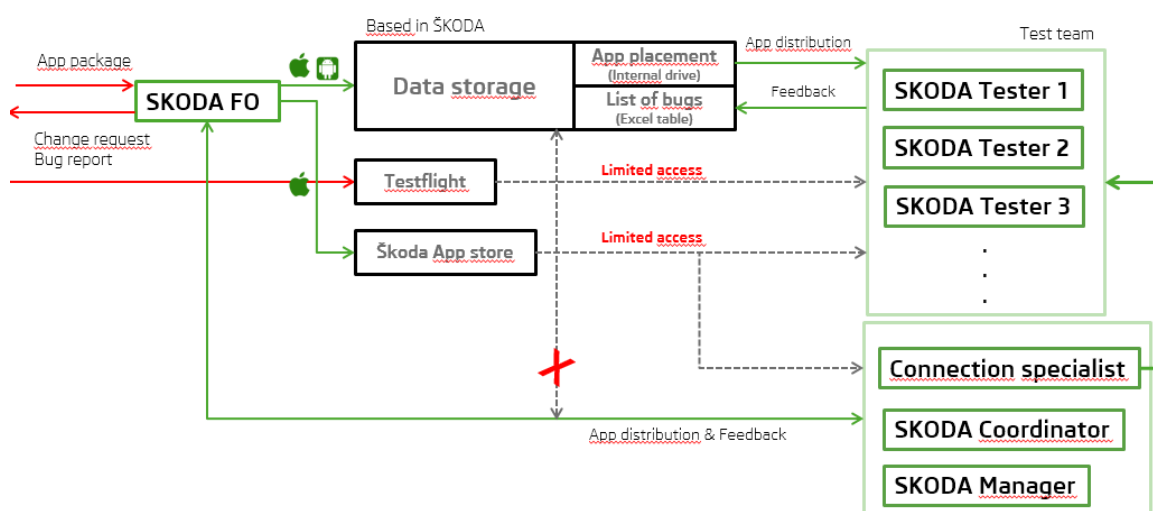 Based in ŠKODA
App package
SKODA FO
Change request
Bug report
Data storage
App placement
(Internal drive)
List of bugs
(Excel table)
App distribution
Feedback
Test team
SKODA Tester 1
SKODA Tester 2
SKODA Tester 3
.
.
.
Testflight
Limited access
Škoda App store
Limited access
App distribution & Feedback
Connection specialist
SKODA Coordinator
SKODA Manager